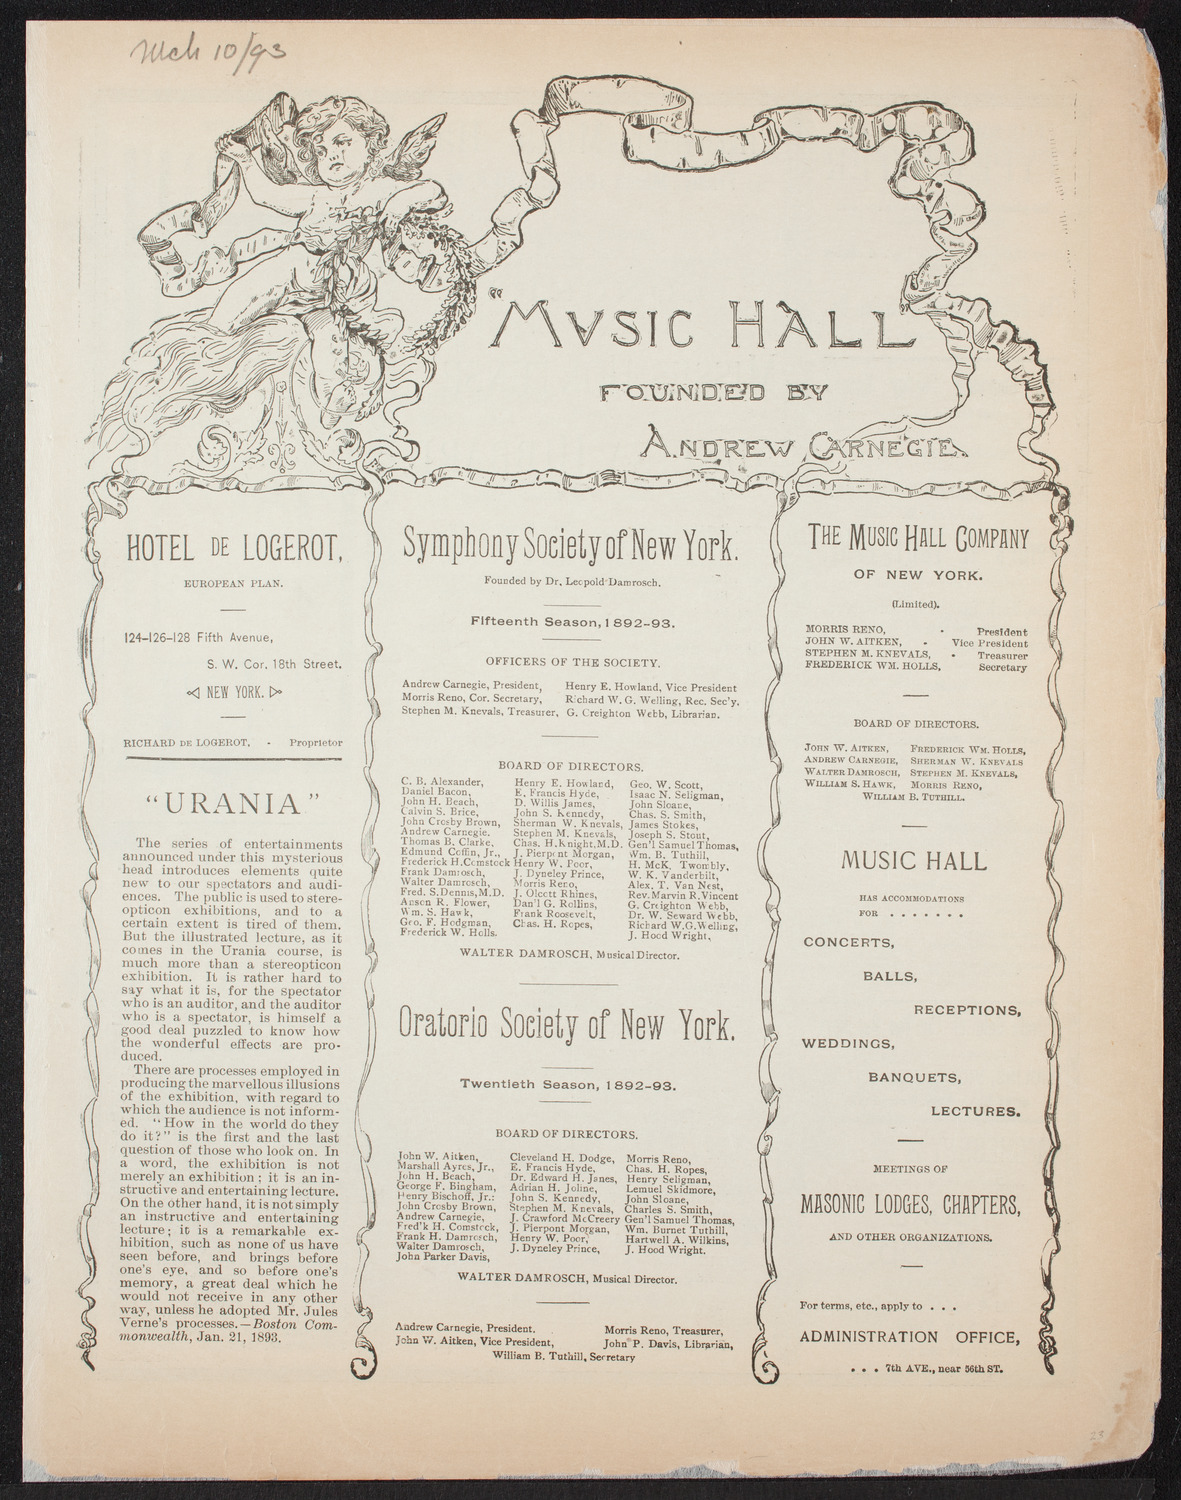 Mch 10/93
"MVSIC HALL
FOUNDED BY
ANDREW CARNEGIE.
HOTEL DE LOGEROT,
EUROPEAN PLAN.
124-126-128 Fifth Avenue,
S. W. Cor. 18th Street.
NEW YORK.
RICHARD DE LOGEROT, - Proprietor
"URANIA"
The series of entertainments
announced under this mysterious
head introduces elements quite
new to our spectators and audi-
ences. The public is used to stere-
opticon exhibitions, and to a
certain extent is tired of them.
But the illustrated lecture, as it
comes in the Urania course, is
much more than a stereopticon
exhibition. It is rather hard to
say what it is, for the spectator
who is an auditor, and the auditor
who is a spectator, is himself a
good deal puzzled to know how
the wonderful effects are pro-
duced.
There are processes employed in
producing the marvellous illusions
of the exhibition, with regard to
which the audience is not inform-
ed. "How in the world do they
do it?" is the first and the last
question of those who look on. In
a word, the exhibition is not
merely an exhibition; it is an in-
structive and entertaining lecture.
On the other hand, it is not simply
an instructive and entertaining
lecture; it is a remarkable ex-
hibition, such as none of us have
seen before, and brings before
one's eye, and so before one's
memory, a great deal which he
would not receive in any other
way, unless he adopted Mr. Jules
Verne's processes.—Boston Com-
monwealth, Jan. 21, 1893.
Symphony Society of New York.
Founded by Dr. Leopold Damrosch.
Fifteenth Season, 1892-93.
OFFICERS OF THE SOCIETY.
Andrew Carnegie, President, Henry E. Howland, Vice President
Morris Reno, Cor. Secretary, Richard W. G. Welling, Rec. Sec'y.
Stephen M. Knevals, Treasurer, G. Creighton Webb, Librarian.
BOARD OF DIRECTORS.
C. B. Alexander, Henry E. Howland, Geo. W. Scott,
Daniel Bacon, E. Francis Hyde, Isaac N. Seligman,
John H. Beach, D. Willis James, John Sloane,
Calvin S. Brice, John S. Kennedy, Chas. S. Smith,
John Crosby Brown, Sherman W. Knevals, James Stokes,
Andrew Carnegie. Stephen M. Knevals, Joseph S. Stout,
Thomas B. Clarke, Chas. H. Knight, M.D. Gen'l Samuel Thomas,
Edmund Coffin, Jr., J. Pierpont Morgan, Wm. B. Tuthill,
Frederick H. Comstock Henry W. Poor, H. McK. Twombly,
Frank Damrosch, J. Dyneley Prince, W. K. Vanderbilt,
Walter Damrosch, Morris Reno, Alex. T. Van Nest,
Fred. S. Dennis, M.D. J. Olcott Rhines, Rev. Marvin R. Vincent
Anson R. Flower, Dan'l G. Rollins, G. Creighton Webb,
Wm. S. Hawk, Frank Roosevelt, Dr. W. Seward Webb,
Geo. F. Hodgman, Chas. H. Ropes, Richard W.G. Welling,
Frederick W. Holls. J. Hood Wright,
WALTER DAMROSCH, Musical Director.
Oratorio Society of New York.
Twentieth Season, 1892-93.
BOARD OF DIRECTORS.
John W. Aitken, Cleveland H. Dodge, Morris Reno,
Marshall Ayres, Jr., E. Francis Hyde, Chas. H. Ropes,
John H. Beach, Dr. Edward H. Janes, Henry Seligman,
George F. Bingham, Adrian H. Joline, Lemuel Skidmore,
Henry Bischoff, Jr.: John S. Kennedy, John Sloane,
John Crosby Brown, Stephen M. Knevals, Charles S. Smith,
Andrew Carnegie, J. Crawford McCreery Gen'l Samuel Thomas,
Fred'k H. Comstock, J. Pierpont Morgan, Wm. Burnet Tuthill,
Frank H. Damrosch, Henry W. Poor, Hartwell A. Wilkins,
Walter Damrosch, J. Dyneley Prince, J. Hood Wright.
John Parker Davis,
WALTER DAMROSCH, Musical Director.
Andrew Carnegie, President. Morris Reno, Treasurer,
John W. Aitken, Vice President, John P. Davis, Librarian,
William B. Tuthill, Secretary
THE MUSIC HALL COMPANY
OF NEW YORK.
(Limited).
MORRIS RENO, - President
JOHN W. AITKEN, - Vice President
STEPHEN M. KNEVALS, - Treasurer
FREDERICK WM. HOLLS, Secretary
BOARD OF DIRECTORS.
JOHN W. AITKEN, FREDERICK WM. HOLLS,
ANDREW CARNEGIE, SHERMAN W. KNEVALS
WALTER DAMROSCH, STEPHEN M. KNEVALS,
WILLIAM S. HAWK, MORRIS RENO,
WILLIAM B. TUTHILL.
MUSIC HALL
HAS ACCOMMODATIONS
FOR . . . . . . .
CONCERTS,
BALLS,
RECEPTIONS,
WEDDINGS,
BANQUETS,
LECTURES.
MEETINGS OF
MASONIC LODGES, CHAPTERS,
AND OTHER ORGANIZATIONS.
For terms, etc., apply to . . .
ADMINISTRATION OFFICE,
. . . 7th AVE., near 56th ST.
23